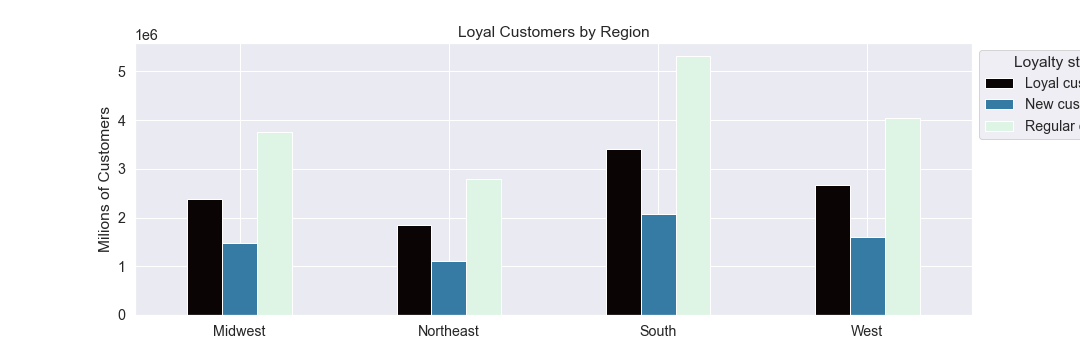 Loyal Customers by Region
1e6
5
4
3
2
1
0
Milions of Customers
Midwest
Northeast
South
West
Loyalty st
Loyal cus
New cus
Regular